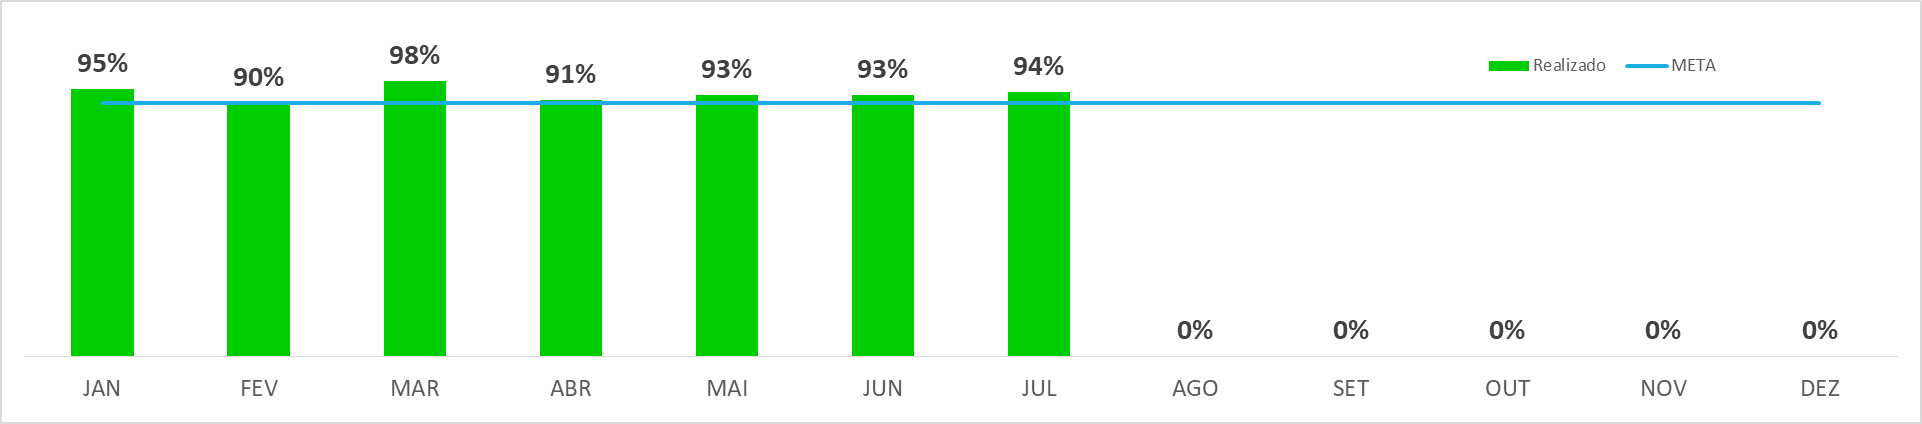 95% 90% 98% 91% 93% 93% 94% 0% 0% 0% 0% 0%
Realizado META
JAN FEV MAR ABR MAI JUN JUL AGO SET OUT NOV DEZ